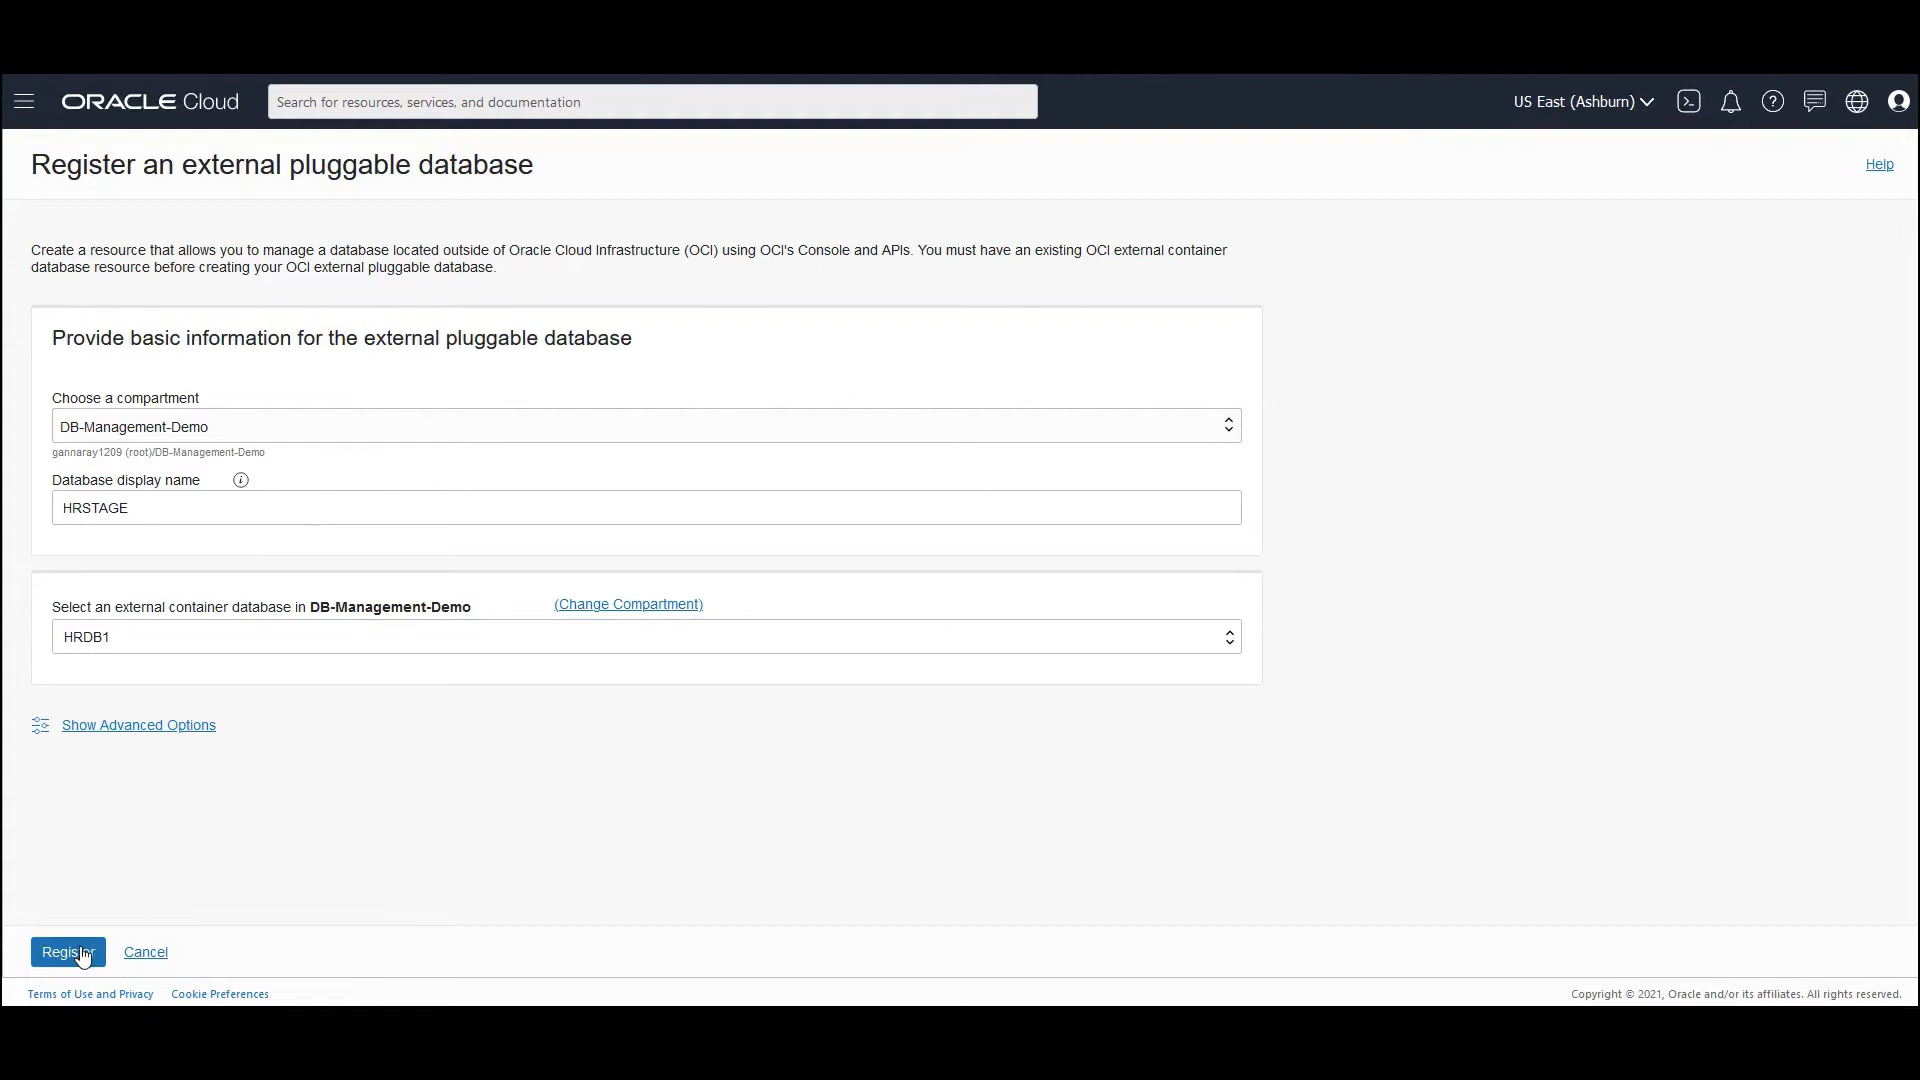 ORACLE Cloud
Search for resources, services, and documentation
US East (Ashburn)
Register an external pluggable database
Help
Create a resource that allows you to manage a database located outside of Oracle Cloud Infrastructure (OCI) using OCI's Console and APIs. You must have an existing OCI external container
database resource before creating your OCI external pluggable database.
Provide basic information for the external pluggable database
Choose a compartment
DB-Management-Demo
gannaray1209 (root)/DB-Management-Demo
Database display name
HRSTAGE
Select an external container database in DB-Management-Demo (Change Compartment)
HRDB1
Show Advanced Options
Register Cancel
Terms of Use and Privacy Cookie Preferences
Copyright © 2021, Oracle and/or its affiliates. All rights reserved.